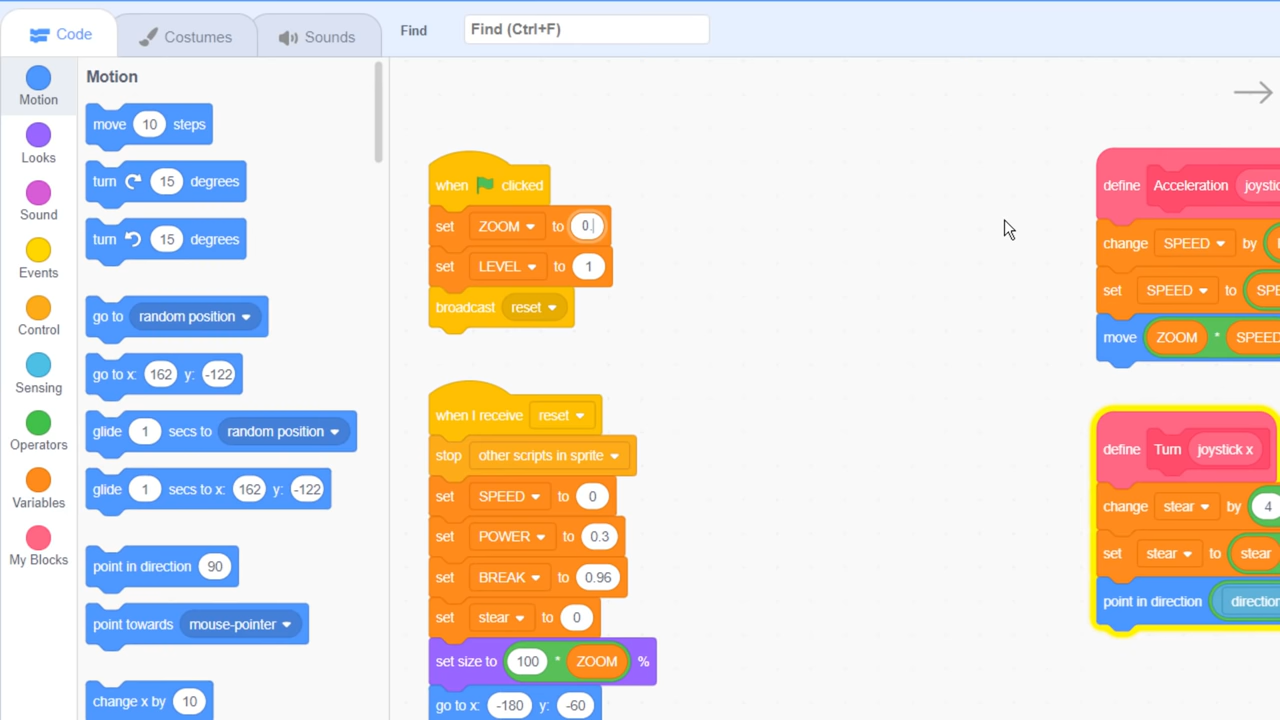 Code
Costumes
Sounds
Find
Find (Ctrl+F)
Motion
Looks
Sound
Events
Control
Sensing
Operators
Variables
My Blocks
Motion
move 10 steps
turn 15 degrees
turn 15 degrees
go to random position
go to x: 162 y: -122
glide 1 secs to random position
glide 1 secs to x: 162 y: -122
point in direction 90
point towards mouse-pointer
change x by 10
when clicked
set ZOOM to 0.
set LEVEL to 1
broadcast reset
when I receive reset
stop other scripts in sprite
set SPEED to 0
set POWER to 0.3
set BREAK to 0.96
set stear to 0
set size to 100 * ZOOM %
go to x: -180 y: -60
define Acceleration joystic
change SPEED by
set SPEED to SPE
move ZOOM * SPEED
define Turn joystick x
change stear by 4
set stear to stear
point in direction direction